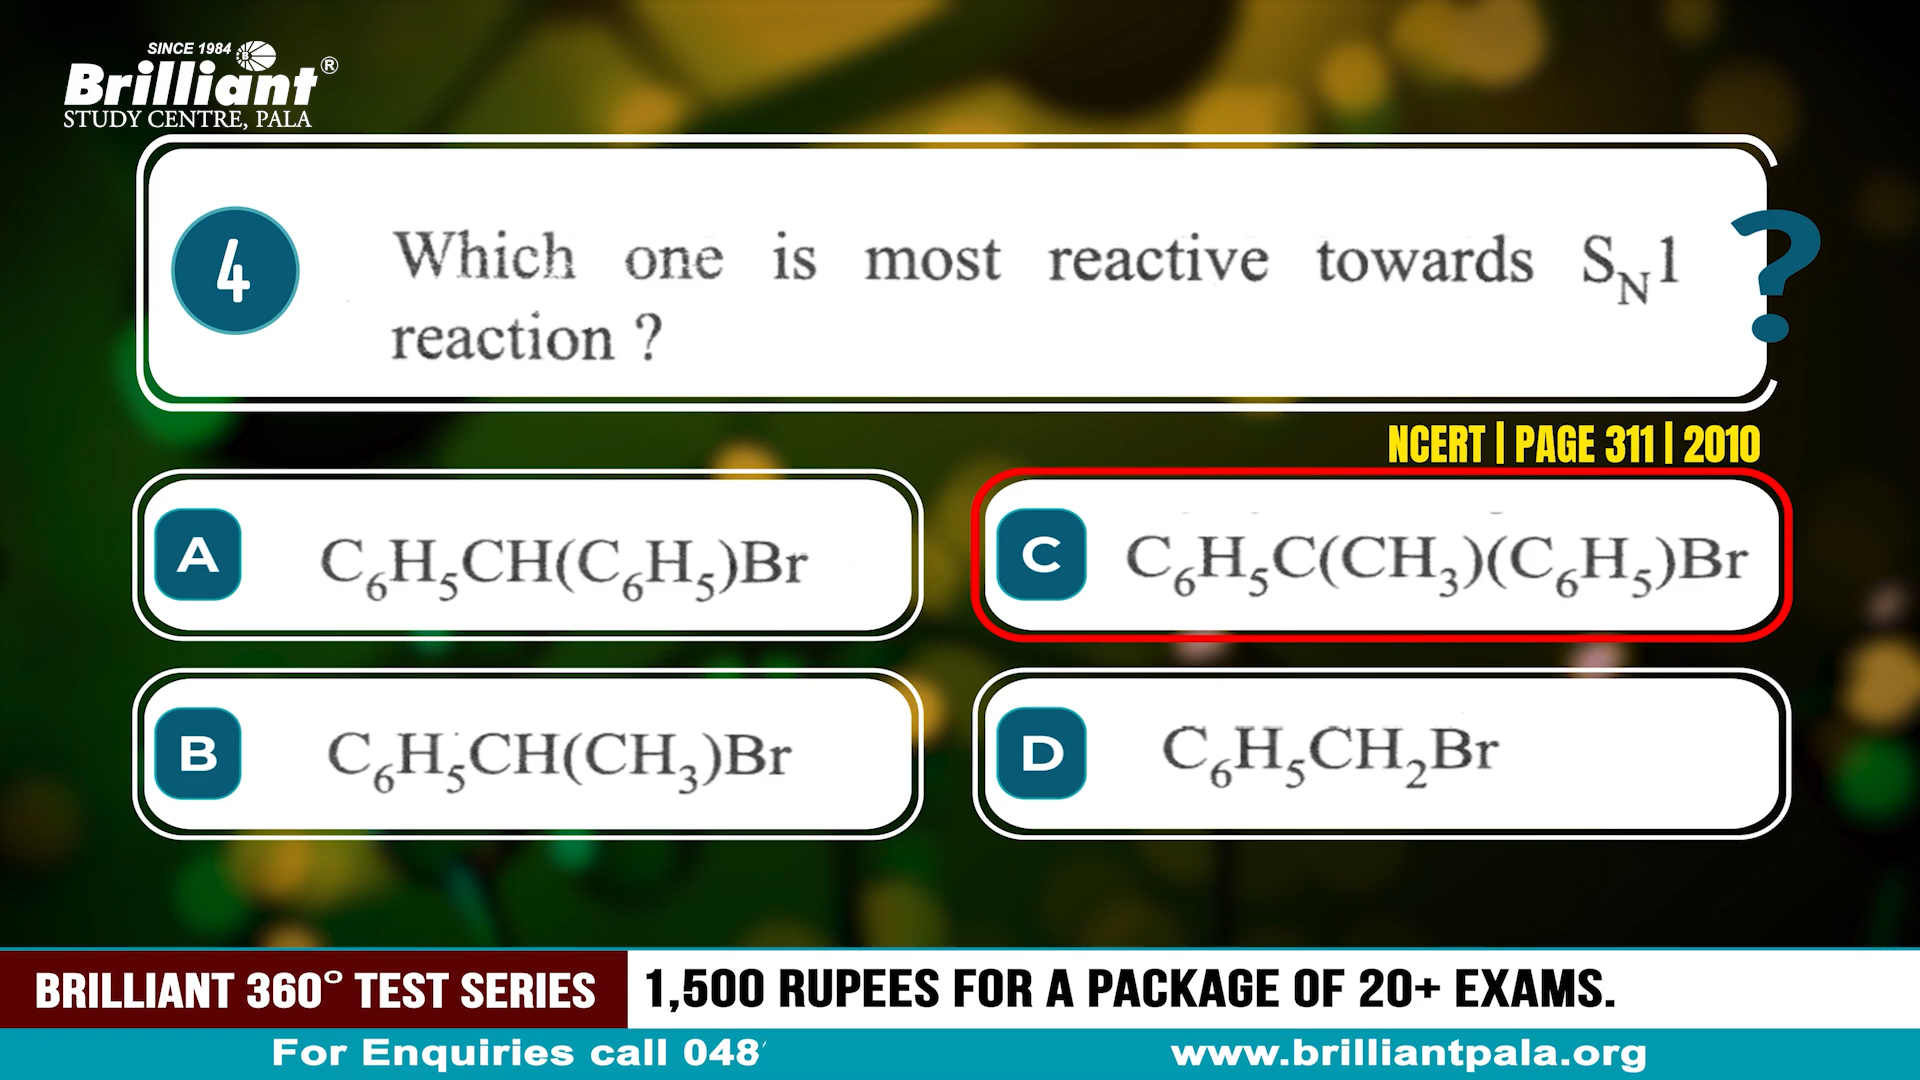 SINCE 1984
Brilliant®
STUDY CENTRE, PALA
4
Which one is most reactive towards S_N1
reaction ?
?
NCERT | PAGE 311 | 2010
A C₆H₅CH(C₆H₅)Br
C C₆H₅C(CH₃)(C₆H₅)Br
B C₆H₅CH(CH₃)Br
D C₆H₅CH₂Br
BRILLIANT 360° TEST SERIES
1,500 RUPEES FOR A PACKAGE OF 20+ EXAMS.
For Enquiries call 048
www.brilliantpala.org